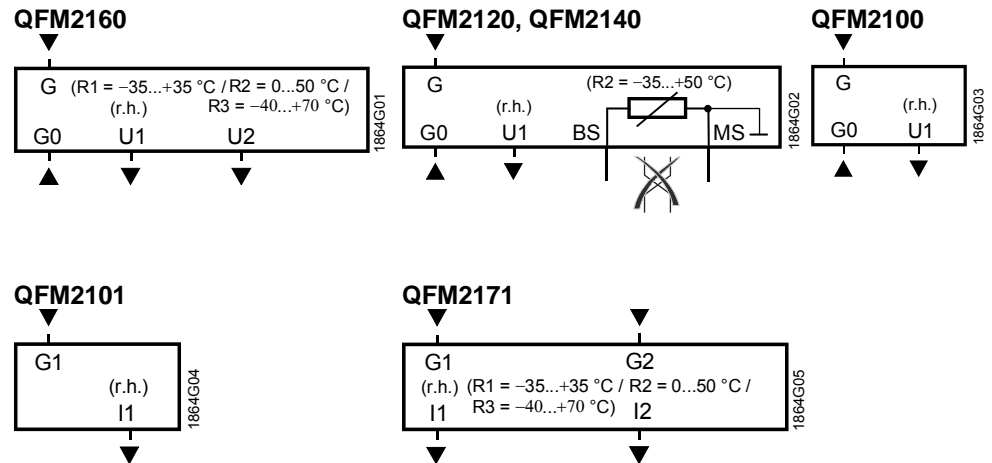 QFM2160
G (R1 = −35...+35 °C / R2 = 0...50 °C /
(r.h.) R3 = −40...+70 °C)
G0 U1 U2
1864G01
QFM2120, QFM2140
G (R2 = −35...+50 °C)
(r.h.)
G0 U1 BS MS
1864G02
QFM2100
G
(r.h.)
G0 U1
1864G03
QFM2101
G1
(r.h.)
I1
1864G04
QFM2171
G1 G2
(r.h.) (R1 = −35...+35 °C / R2 = 0...50 °C /
R3 = −40...+70 °C)
I1 I2
1864G05